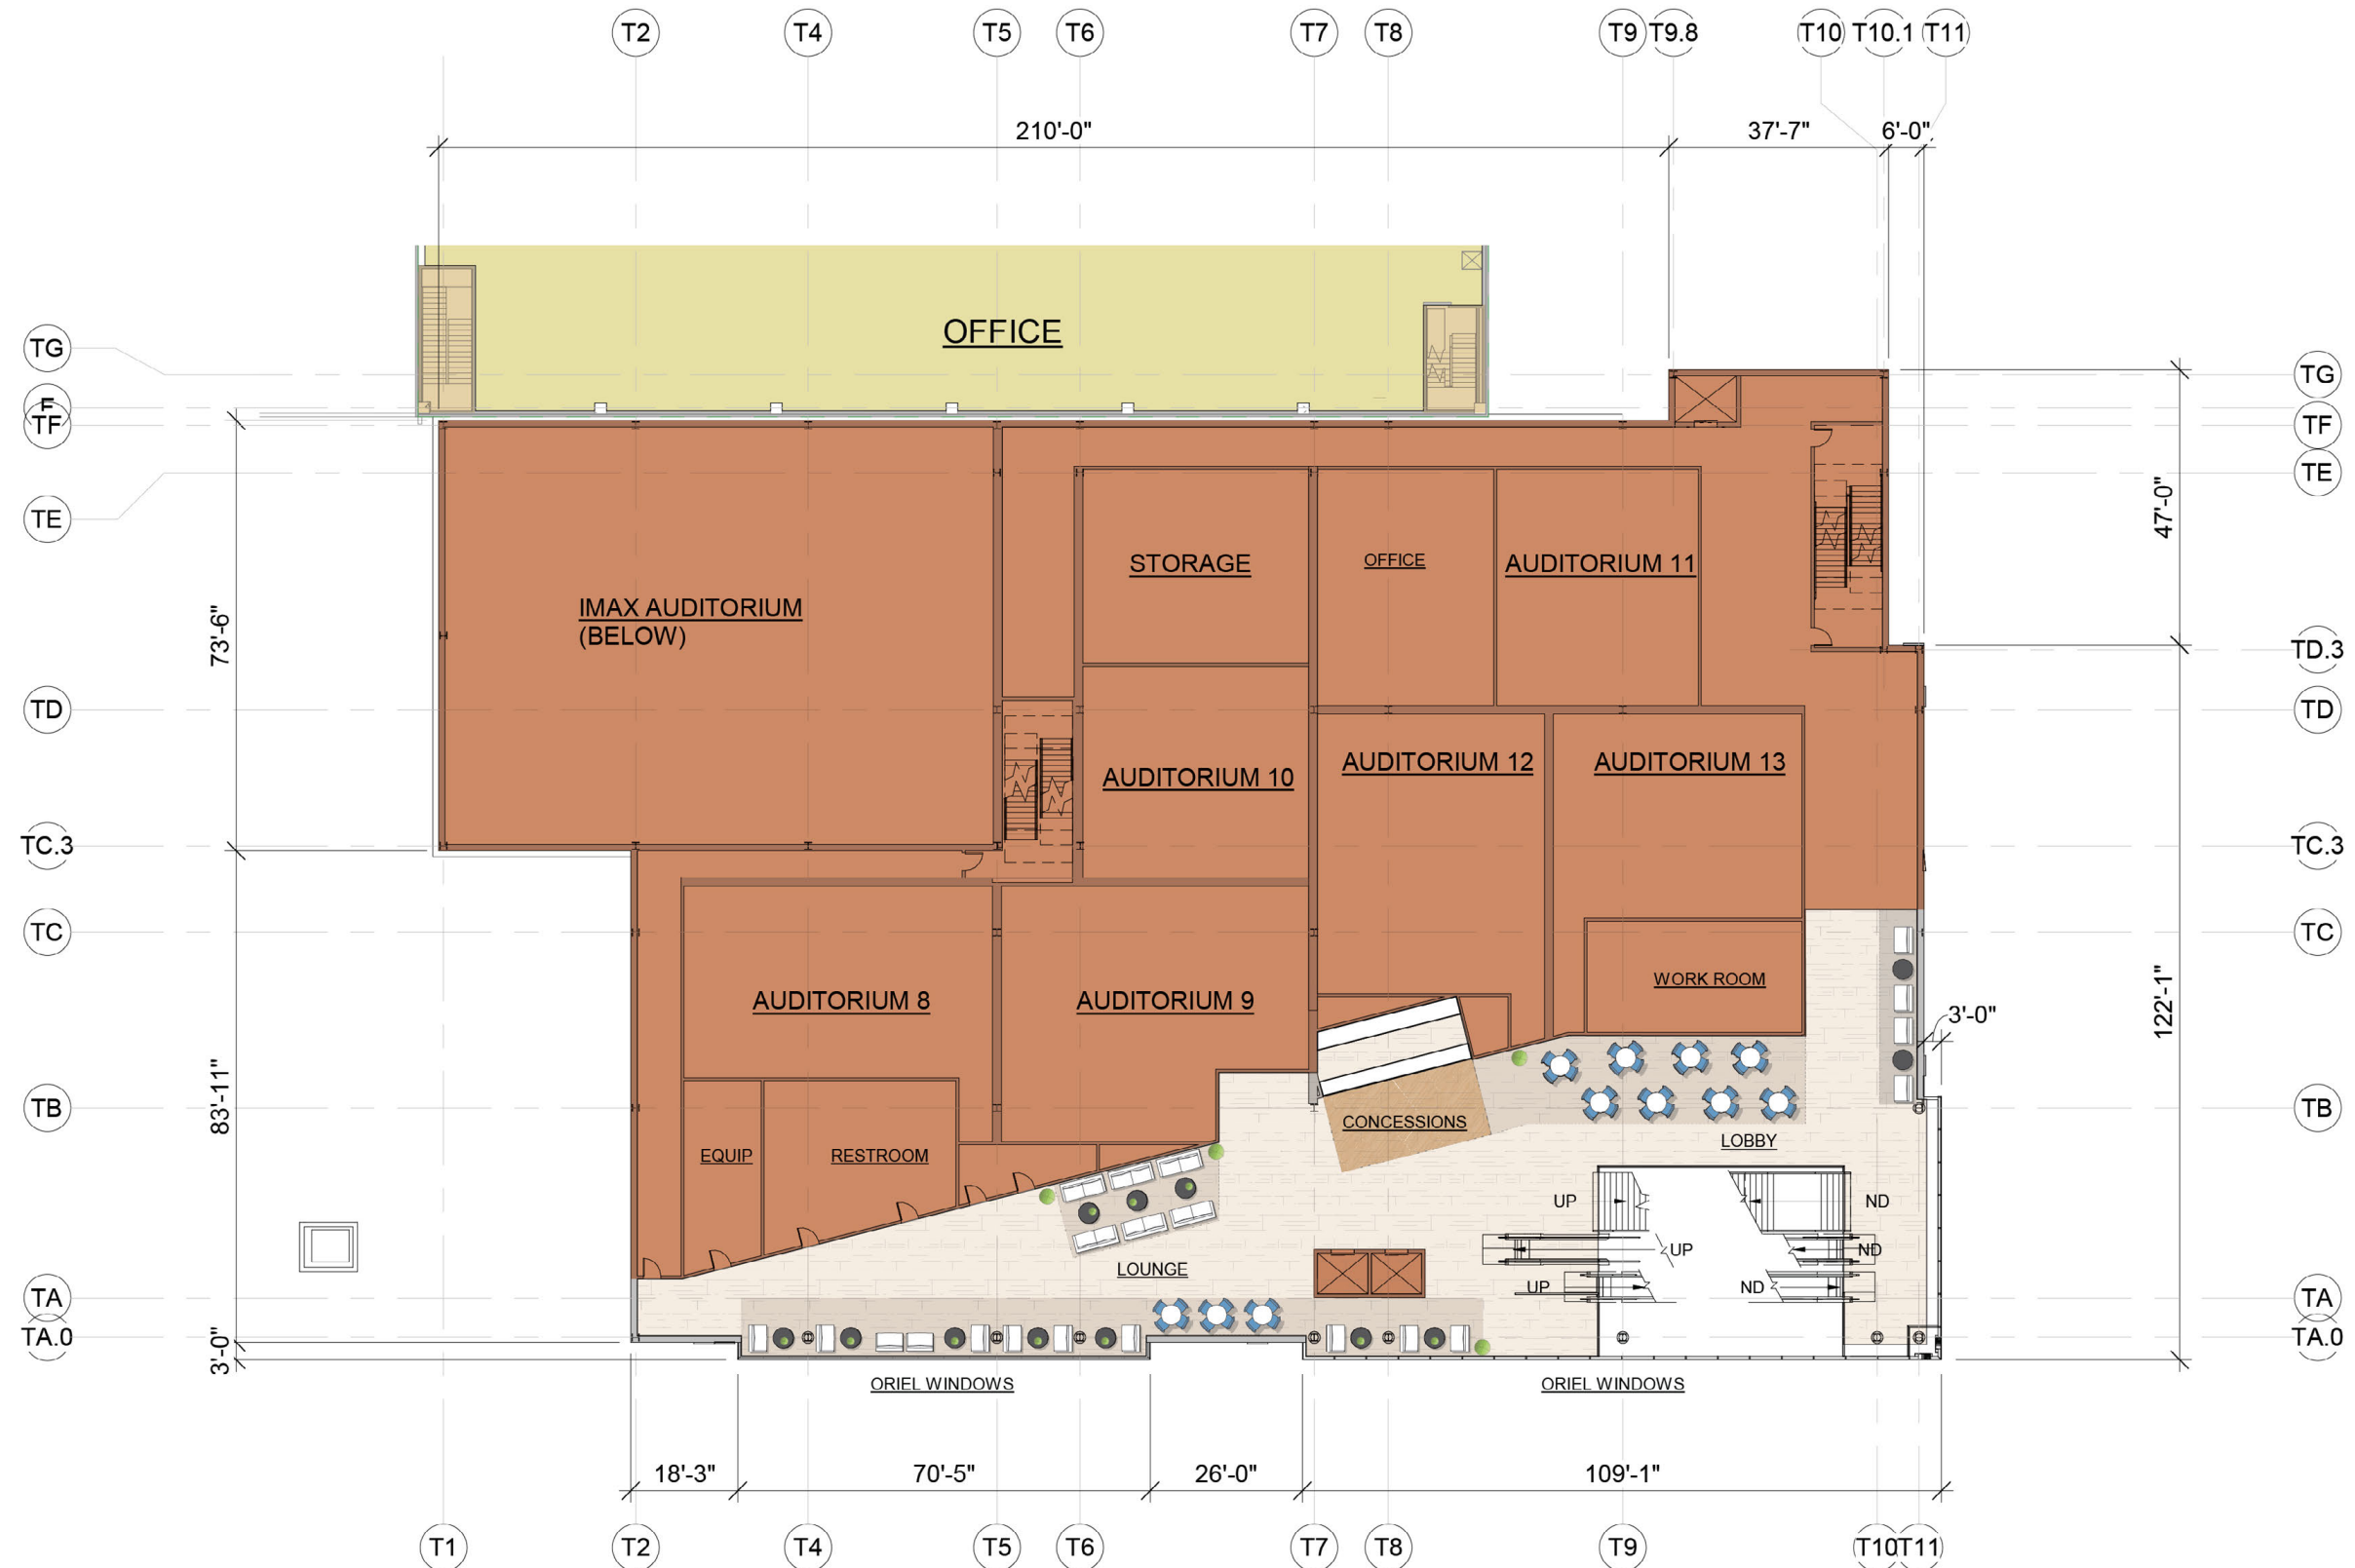 T2 T4 T5 T6 T7 T8 T9 T9.8 T10 T10.1 T11
210'-0" 37'-7" 6'-0"
OFFICE
TG TG
F
TF TF
TE TE
47'-0"
STORAGE OFFICE AUDITORIUM 11
IMAX AUDITORIUM
(BELOW)
73'-6"
TD.3
TD TD
AUDITORIUM 10 AUDITORIUM 12 AUDITORIUM 13
TC.3 TC.3
TC TC
AUDITORIUM 8 AUDITORIUM 9 WORK ROOM
122'-1"
3'-0"
83'-11"
TB TB
CONCESSIONS
EQUIP RESTROOM LOBBY
UP ND
UP ND
LOUNGE
UP ND
TA TA
TA.0 TA.0
3'-0"
ORIEL WINDOWS ORIEL WINDOWS
18'-3" 70'-5" 26'-0" 109'-1"
T1 T2 T4 T5 T6 T7 T8 T9 T10 T11